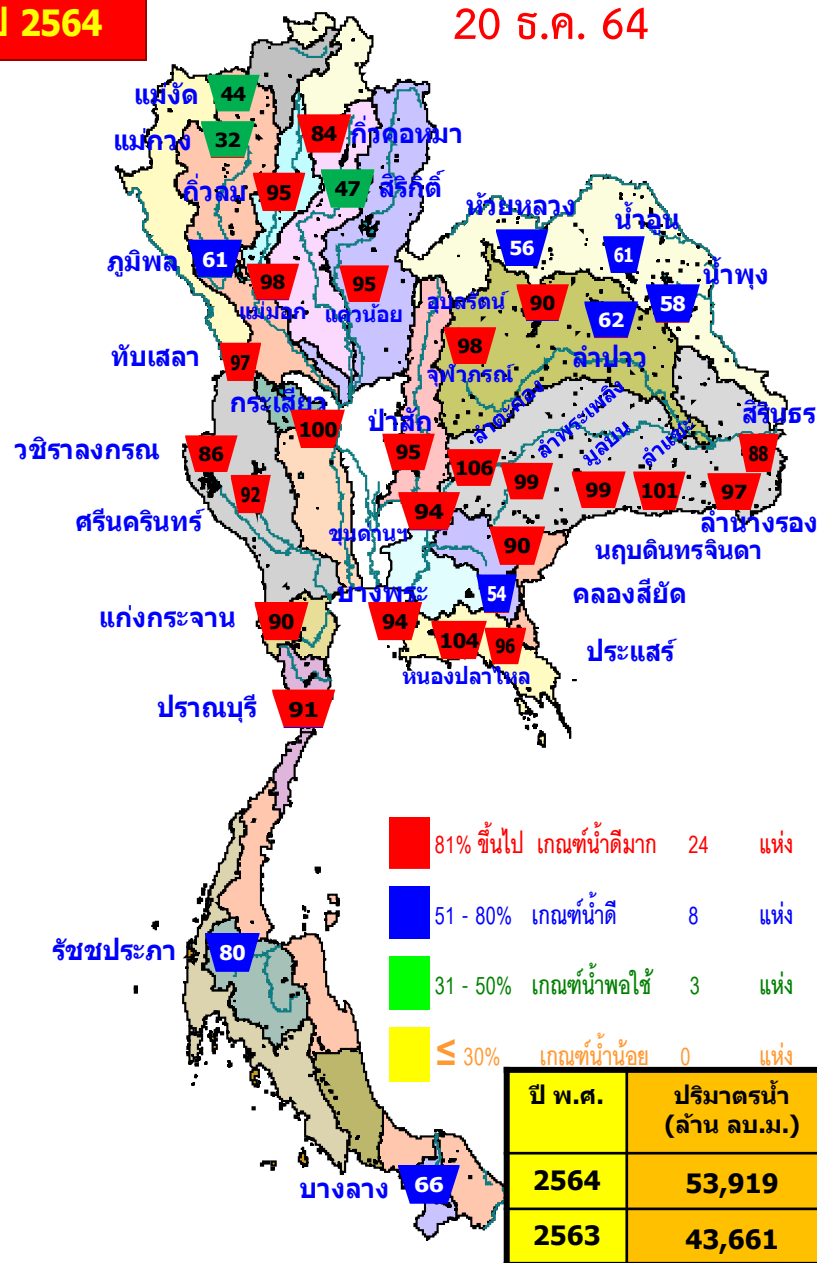 ปี 2564
20 ธ.ค. 64
แม่งัด 44
แม่กวง 32
84 กิ่วคอหมา
กิ่วลม 95
47 สิริกิติ์
ห้วยหลวง 56
น้ำอูน 61
ภูมิพล 61
98 แม่มอก
95 แควน้อย
อุบลรัตน์ 90
62 ลำปาว
น้ำพุง 58
ทับเสลา 97
98 จุฬาภรณ์
กระเสียว 100
ป่าสัก 95
ลำตะคอง 106
ลำพระเพลิง 99
มูลบน 99
ลำแชะ 101
สิรินธร 88
วชิราลงกรณ 86
97 ลำนางรอง
ศรีนครินทร์ 92
94 ขุนด่านฯ
90 นฤบดินทรจินดา
บางพระ 94
54 คลองสียัด
แก่งกระจาน 90
104 หนองปลาไหล
96 ประแสร์
ปราณบุรี 91
81% ขึ้นไป เกณฑ์น้ำดีมาก 24 แห่ง
51 - 80% เกณฑ์น้ำดี 8 แห่ง
รัชชประภา 80
31 - 50% เกณฑ์น้ำพอใช้ 3 แห่ง
≤ 30% เกณฑ์น้ำน้อย 0 แห่ง
บางลาง 66
ปี พ.ศ. ปริมาตรน้ำ
(ล้าน ลบ.ม.)
2564 53,919
2563 43,661